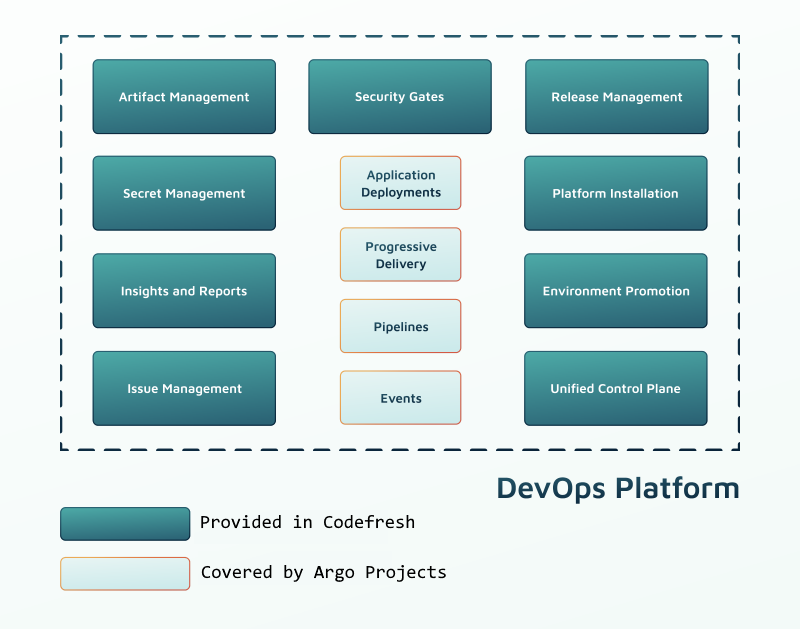 Artifact Management
Security Gates
Release Management
Secret Management
Application
Deployments
Platform Installation
Progressive
Delivery
Insights and Reports
Environment Promotion
Pipelines
Issue Management
Events
Unified Control Plane
DevOps Platform
Provided in Codefresh
Covered by Argo Projects